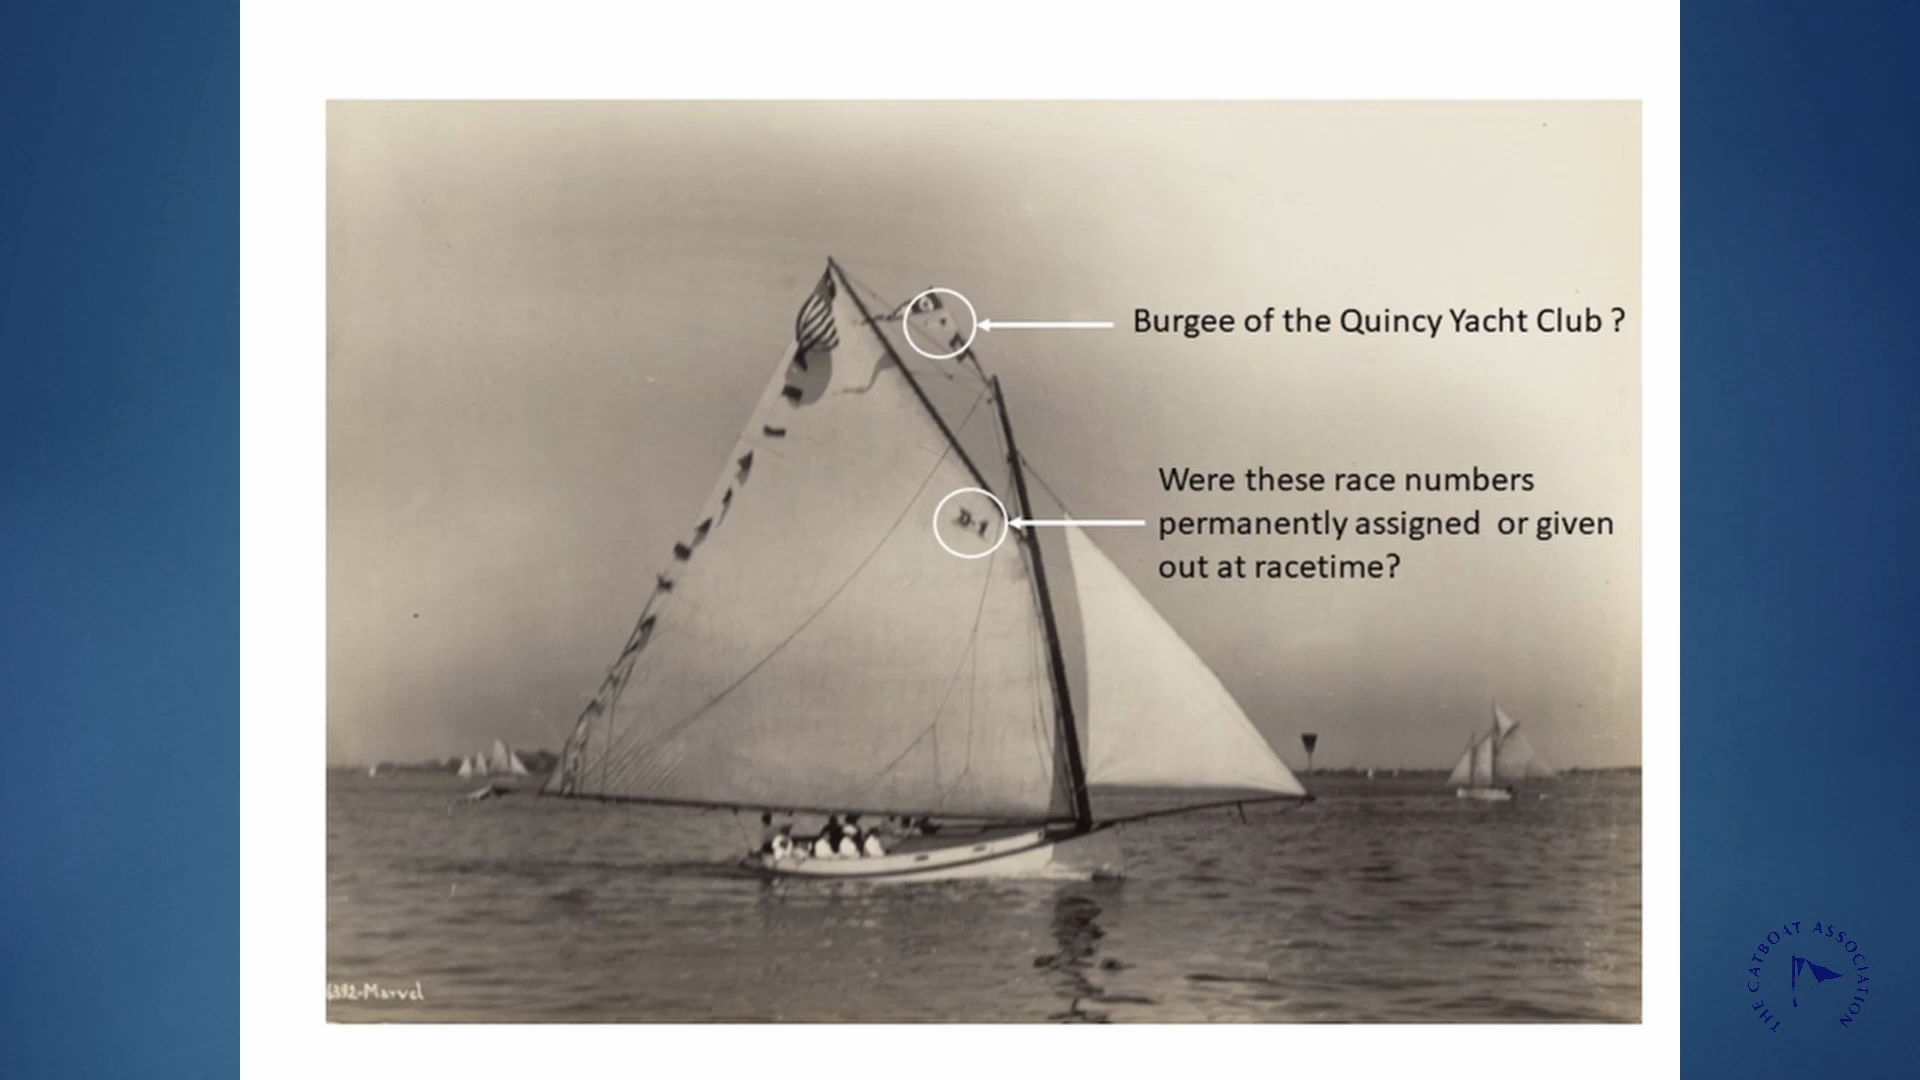 Burgee of the Quincy Yacht Club ?
Were these race numbers
permanently assigned or given
out at racetime?
D-1
6392-Marvel
THE CATBOAT ASSOCIATION